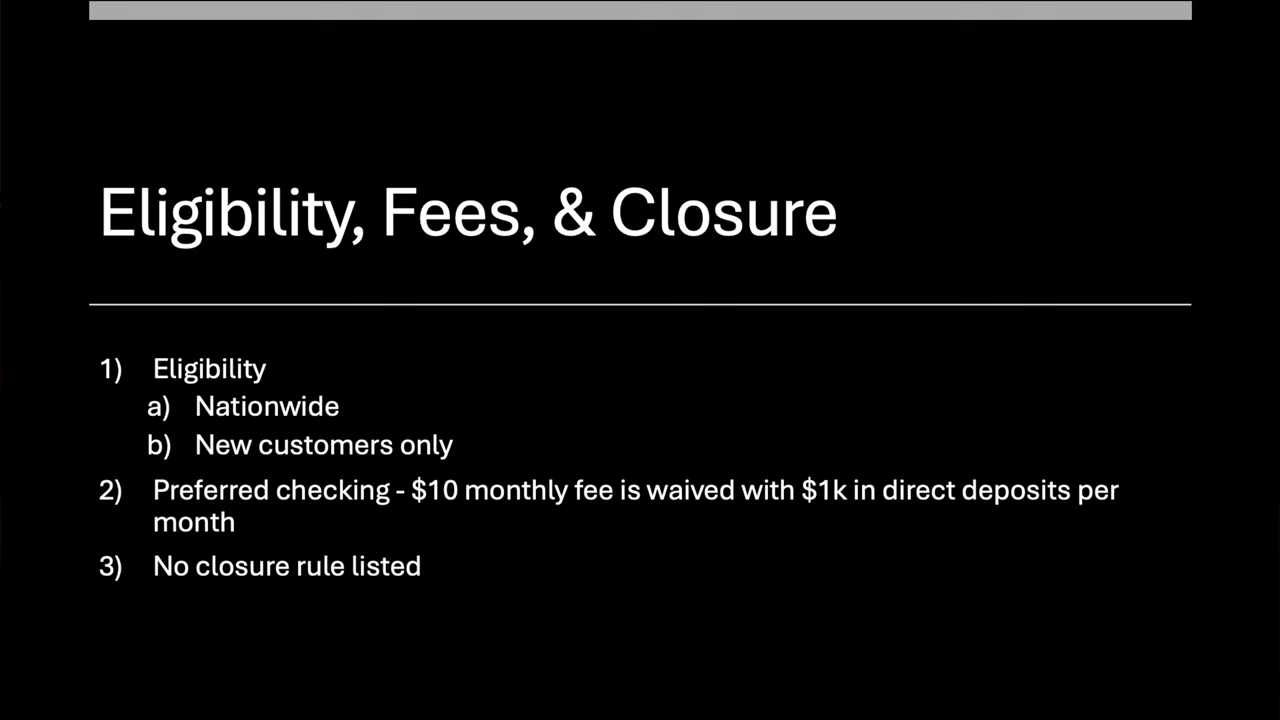 Eligibility, Fees, & Closure
1) Eligibility
a) Nationwide
b) New customers only
2) Preferred checking - $10 monthly fee is waived with $1k in direct deposits per
month
3) No closure rule listed